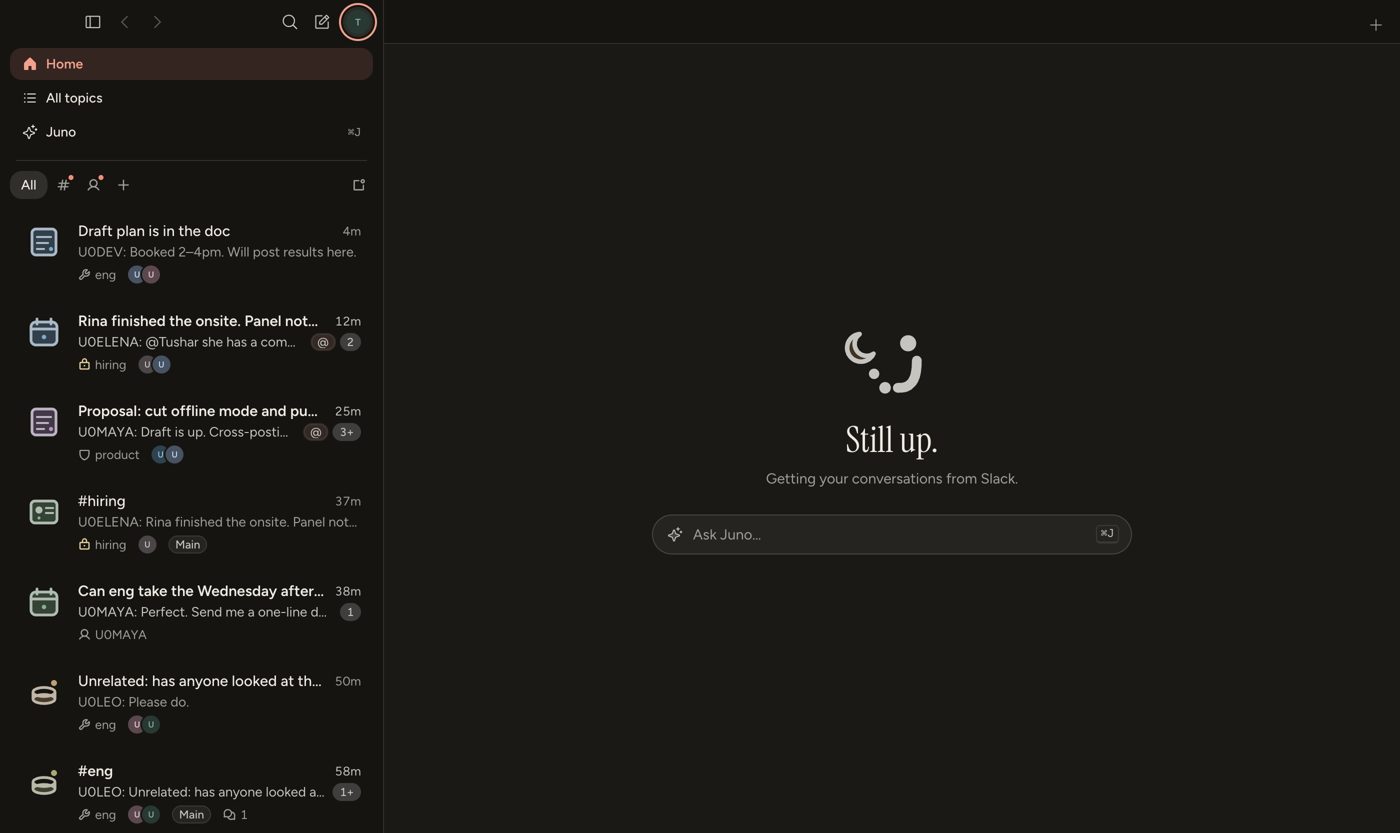 T
Home
All topics
Juno ⌘J
All
Draft plan is in the doc 4m
U0DEV: Booked 2–4pm. Will post results here.
eng U U
Rina finished the onsite. Panel not... 12m
U0ELENA: @Tushar she has a com... @ 2
hiring U U
Proposal: cut offline mode and pu... 25m
U0MAYA: Draft is up. Cross-posti... @ 3+
product U U
#hiring 37m
U0ELENA: Rina finished the onsite. Panel not...
hiring U Main
Can eng take the Wednesday after... 38m
U0MAYA: Perfect. Send me a one-line d... 1
U0MAYA
Unrelated: has anyone looked at th... 50m
U0LEO: Please do.
eng U U
#eng 58m
U0LEO: Unrelated: has anyone looked a... 1+
eng U U Main 1
Still up.
Getting your conversations from Slack.
Ask Juno... ⌘J